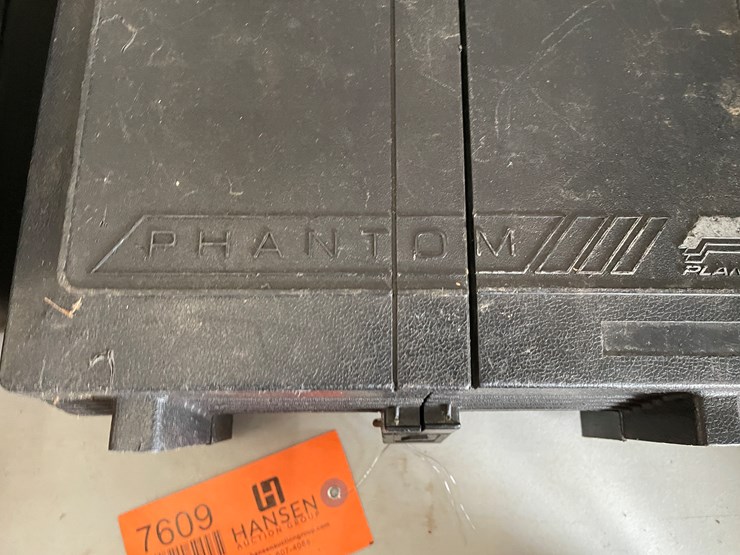 PHANTOM
PLAN
7609
HANSEN
AUCTION GROUP